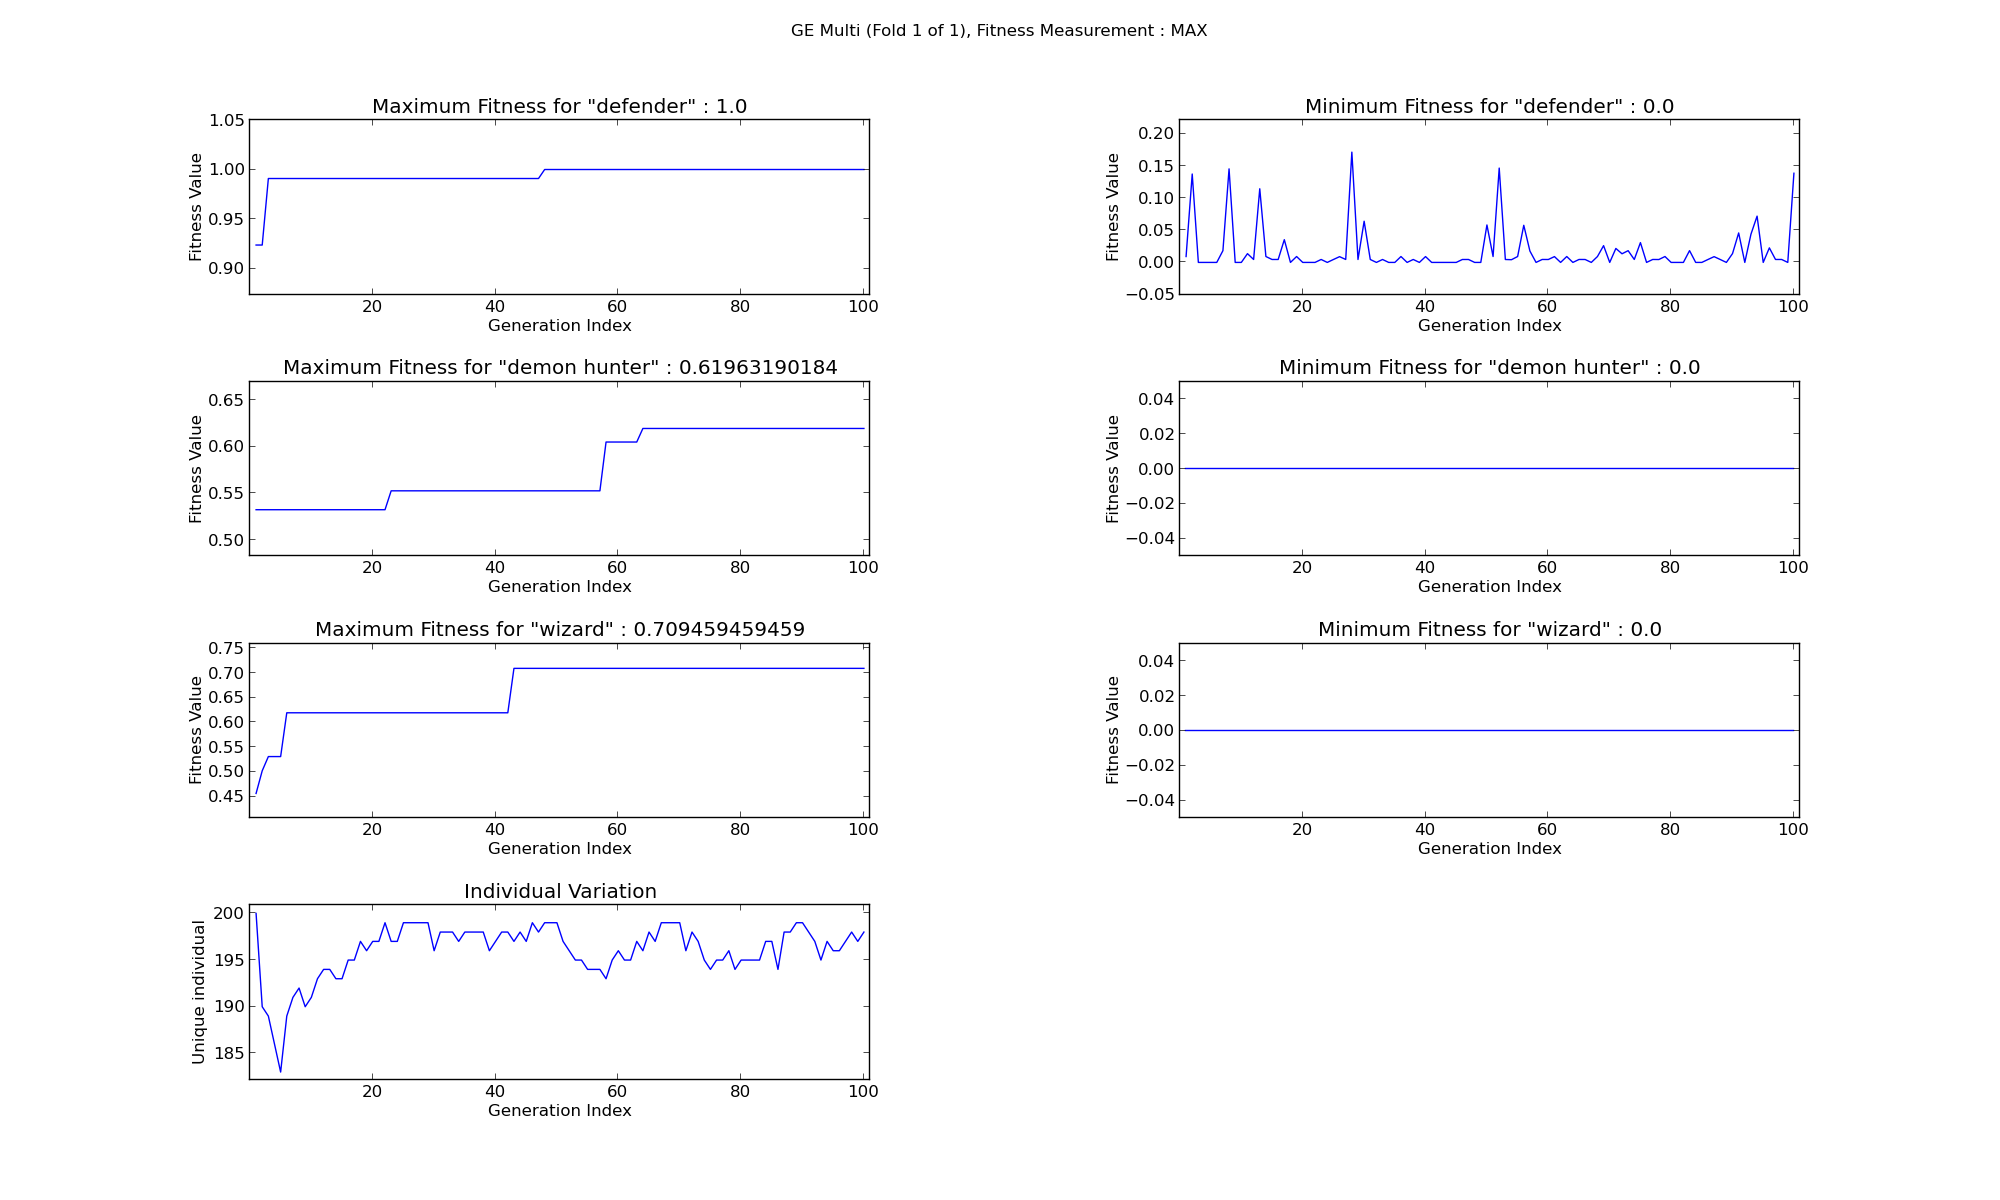 GE Multi (Fold 1 of 1), Fitness Measurement : MAX
Maximum Fitness for "defender" : 1.0
Fitness Value
1.05
1.00
0.95
0.90
20 40 60 80 100
Generation Index
Minimum Fitness for "defender" : 0.0
Fitness Value
0.20
0.15
0.10
0.05
0.00
−0.05
20 40 60 80 100
Generation Index
Maximum Fitness for "demon hunter" : 0.61963190184
Fitness Value
0.65
0.60
0.55
0.50
20 40 60 80 100
Generation Index
Minimum Fitness for "demon hunter" : 0.0
Fitness Value
0.04
0.02
0.00
−0.02
−0.04
20 40 60 80 100
Generation Index
Maximum Fitness for "wizard" : 0.709459459459
Fitness Value
0.75
0.70
0.65
0.60
0.55
0.50
0.45
20 40 60 80 100
Generation Index
Minimum Fitness for "wizard" : 0.0
Fitness Value
0.04
0.02
0.00
−0.02
−0.04
20 40 60 80 100
Generation Index
Individual Variation
Unique individual
200
195
190
185
20 40 60 80 100
Generation Index